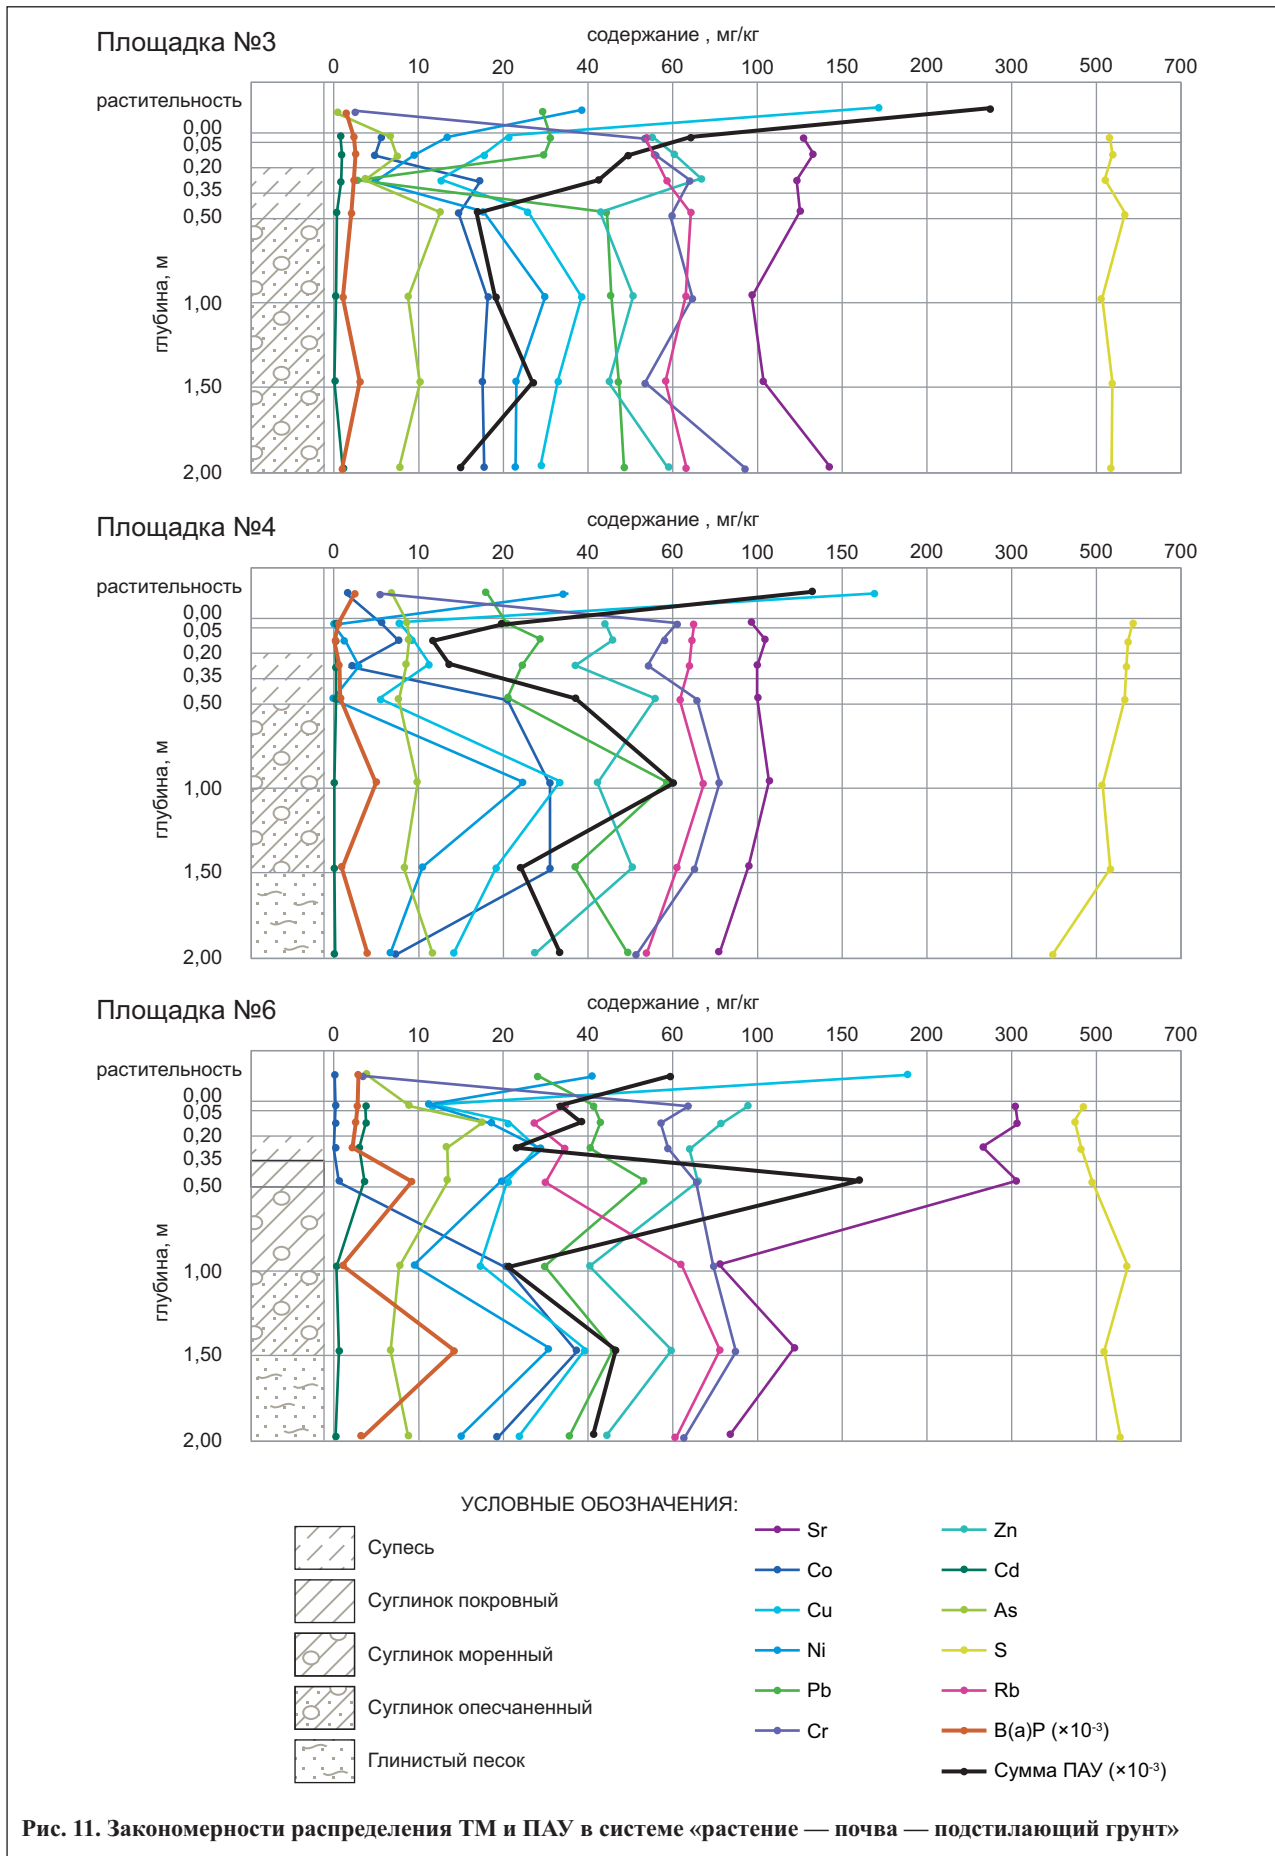 Площадка №3
содержание , мг/кг
0 10 20 40 60 100 150 200 300 500 700
растительность
0,00
0,05
0,20
0,35
0,50
1,00
1,50
2,00
глубина, м
Площадка №4
содержание , мг/кг
0 10 20 40 60 100 200 200 300 500 700
растительность
0,00
0,05
0,20
0,35
0,50
1,00
1,50
2,00
глубина, м
Площадка №6
содержание , мг/кг
0 10 20 40 60 100 150 200 300 500 700
растительность
0,00
0,05
0,20
0,35
0,50
1,00
1,50
2,00
глубина, м
УСЛОВНЫЕ ОБОЗНАЧЕНИЯ:
Супесь
Суглинок покровный
Суглинок моренный
Суглинок опесчаненный
Глинистый песок
Sr
Co
Cu
Ni
Pb
Cr
Zn
Cd
As
S
Rb
B(a)P (×10⁻³)
Сумма ПАУ (×10⁻³)
Рис. 11. Закономерности распределения ТМ и ПАУ в системе «растение — почва — подстилающий грунт»